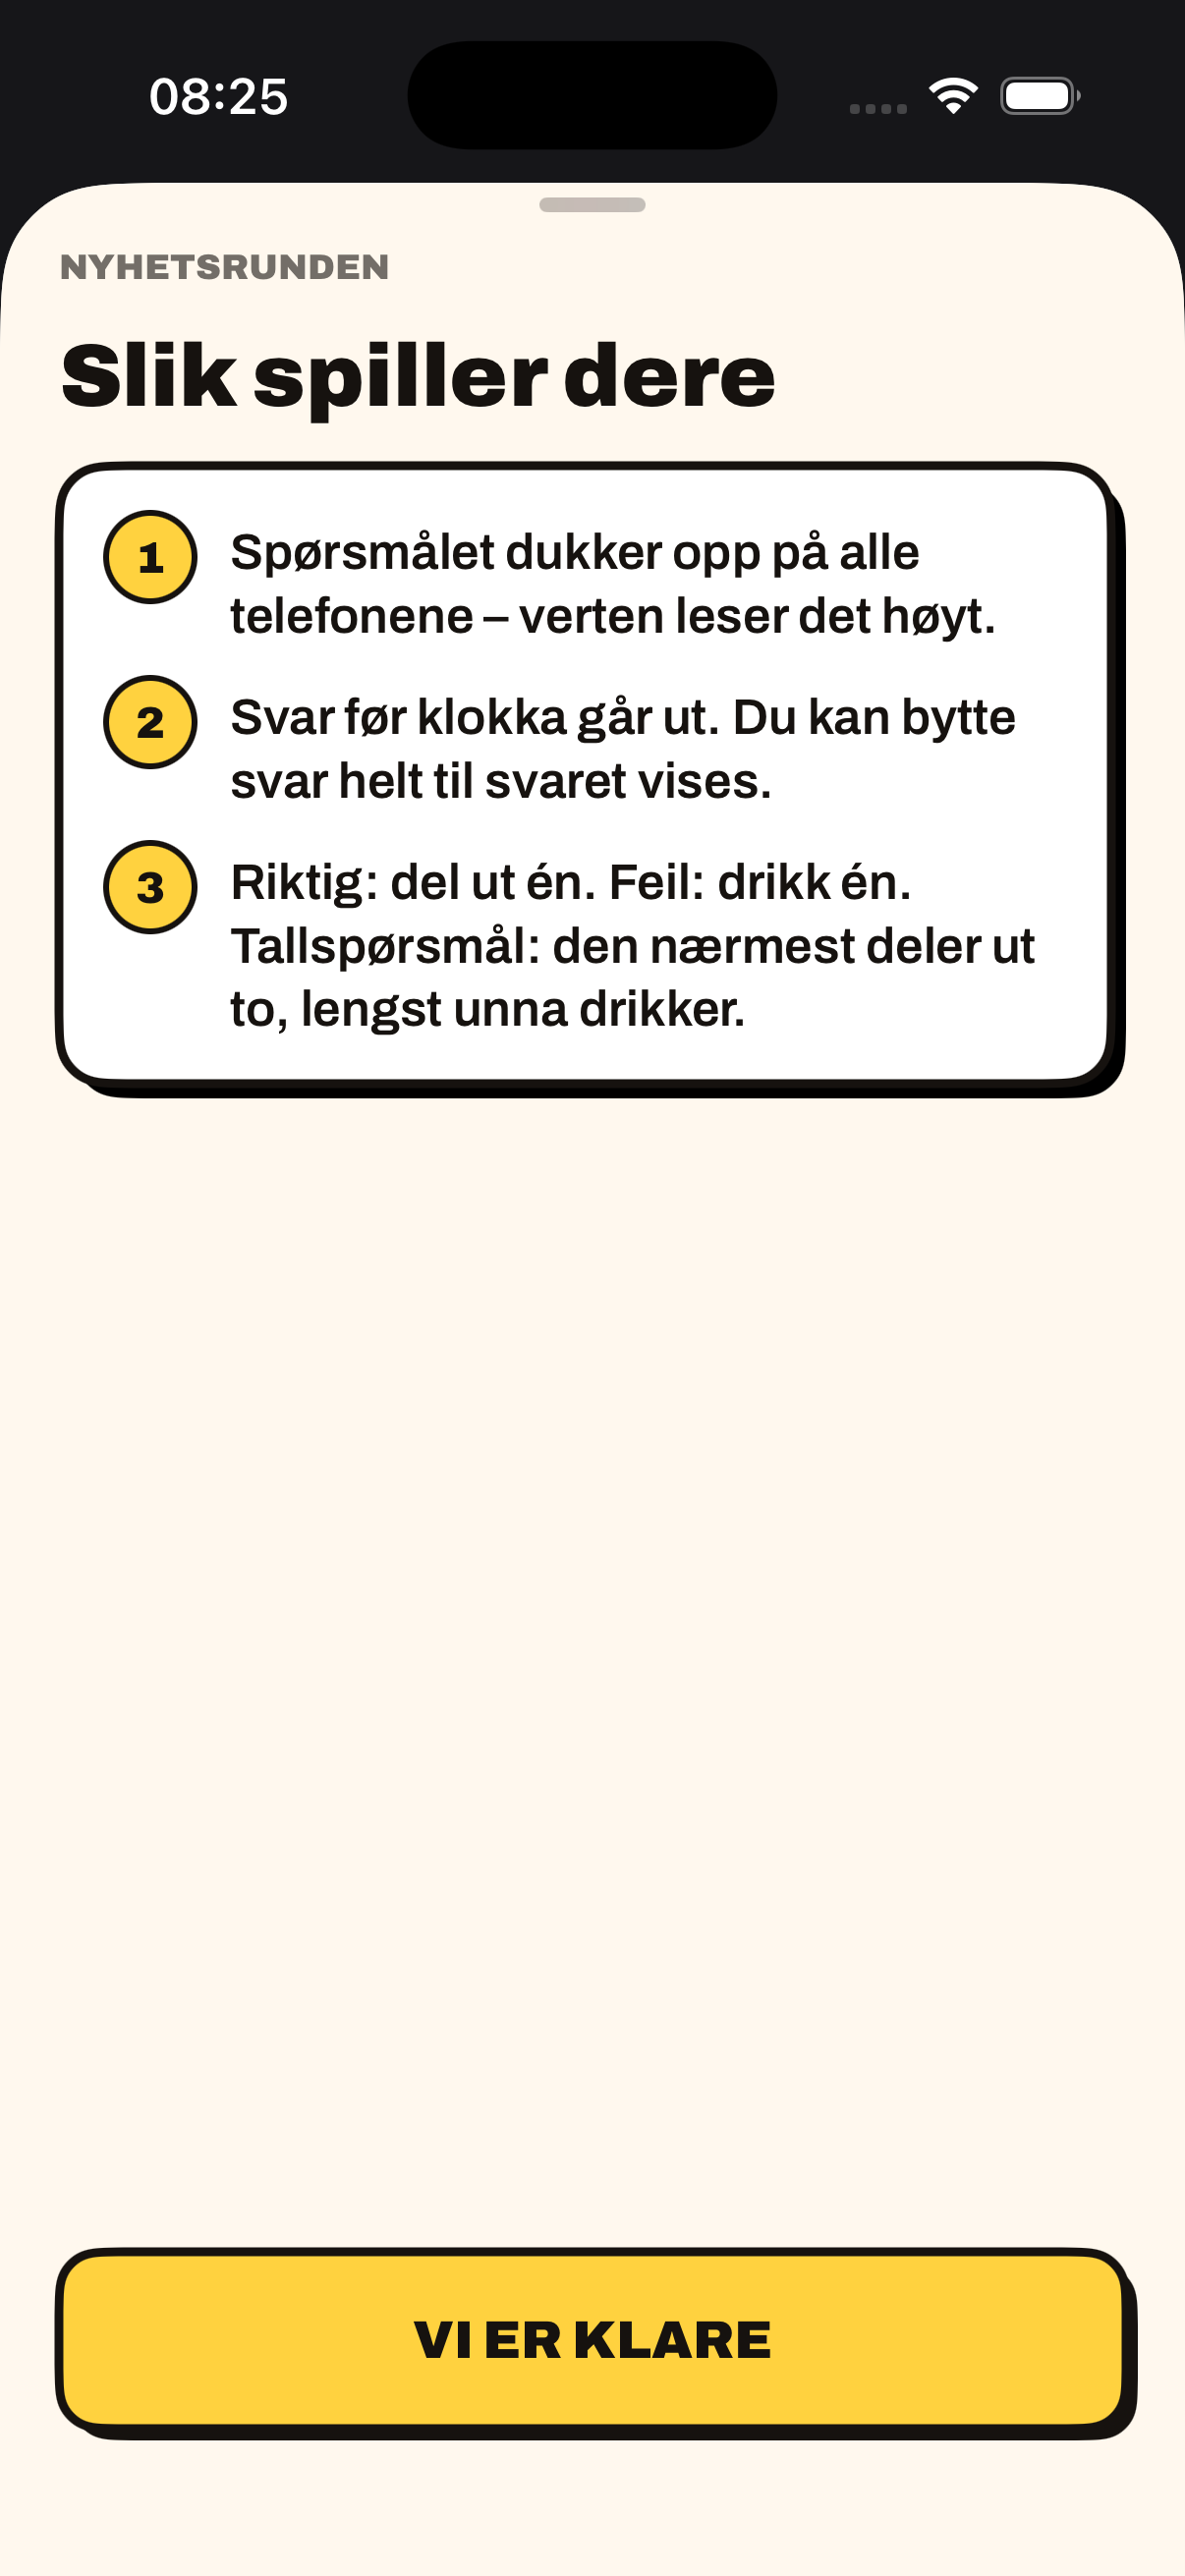 08:25
NYHETSRUNDEN
Slik spiller dere
1 Spørsmålet dukker opp på alle
telefonene – verten leser det høyt.
2 Svar før klokka går ut. Du kan bytte
svar helt til svaret vises.
3 Riktig: del ut én. Feil: drikk én.
Tallspørsmål: den nærmest deler ut
to, lengst unna drikker.
VI ER KLARE